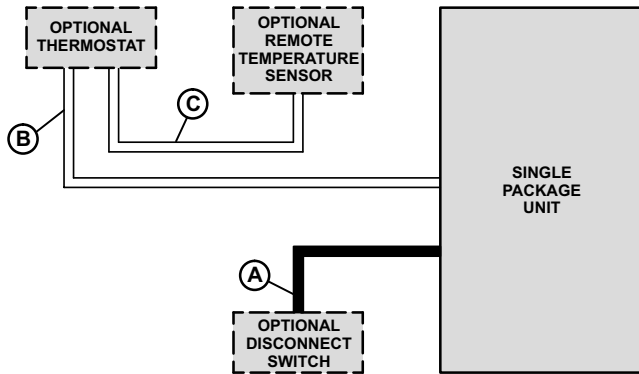 OPTIONAL
THERMOSTAT
OPTIONAL
REMOTE
TEMPERATURE
SENSOR
B
C
SINGLE
PACKAGE
UNIT
A
OPTIONAL
DISCONNECT
SWITCH